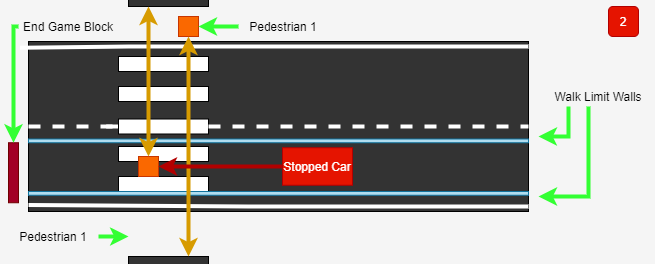 End Game Block
Pedestrian 1
2
Walk Limit Walls
Stopped Car
Pedestrian 1